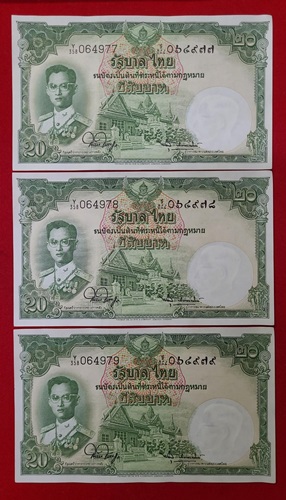 064977 ๐๖๔๙๗๗ ๒๐
รัฐบาลไทย
ธนบัตร์เป็นเงินที่ชำระหนี้ได้ตามกฎหมาย
ยี่สิบบาท
20
064978 ๐๖๔๙๗๘ ๒๐
รัฐบาลไทย
ธนบัตร์เป็นเงินที่ชำระหนี้ได้ตามกฎหมาย
ยี่สิบบาท
20
064979 ๐๖๔๙๗๙ ๒๐
รัฐบาลไทย
ธนบัตร์เป็นเงินที่ชำระหนี้ได้ตามกฎหมาย
ยี่สิบบาท
20